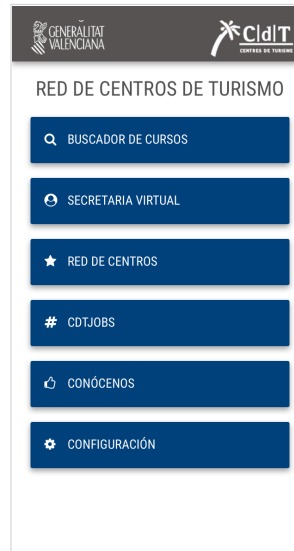 GENERALITAT
VALENCIANA
CdT
CENTRES DE TURISME
RED DE CENTROS DE TURISMO
BUSCADOR DE CURSOS
SECRETARIA VIRTUAL
RED DE CENTROS
# CDTJOBS
CONÓCENOS
CONFIGURACIÓN